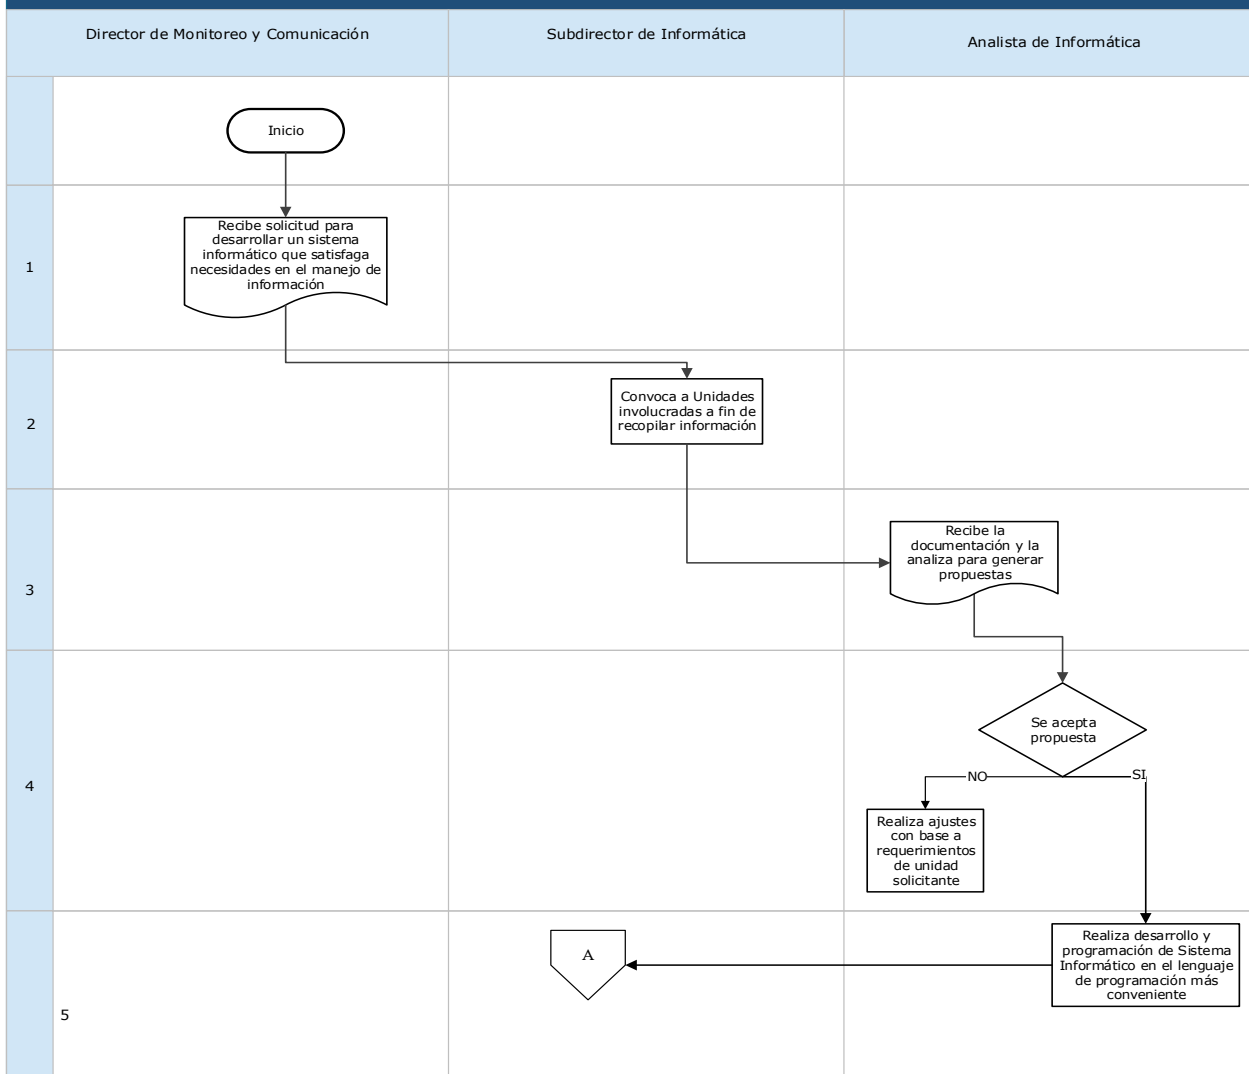 Director de Monitoreo y Comunicación
Subdirector de Informática
Analista de Informática
Inicio
1
Recibe solicitud para
desarrollar un sistema
informático que satisfaga
necesidades en el manejo de
información
2
Convoca a Unidades
involucradas a fin de
recopilar información
3
Recibe la
documentación y la
analiza para generar
propuestas
4
Se acepta
propuesta
NO
SI
Realiza ajustes
con base a
requerimientos
de unidad
solicitante
5
A
Realiza desarrollo y
programación de Sistema
Informático en el lenguaje
de programación más
conveniente